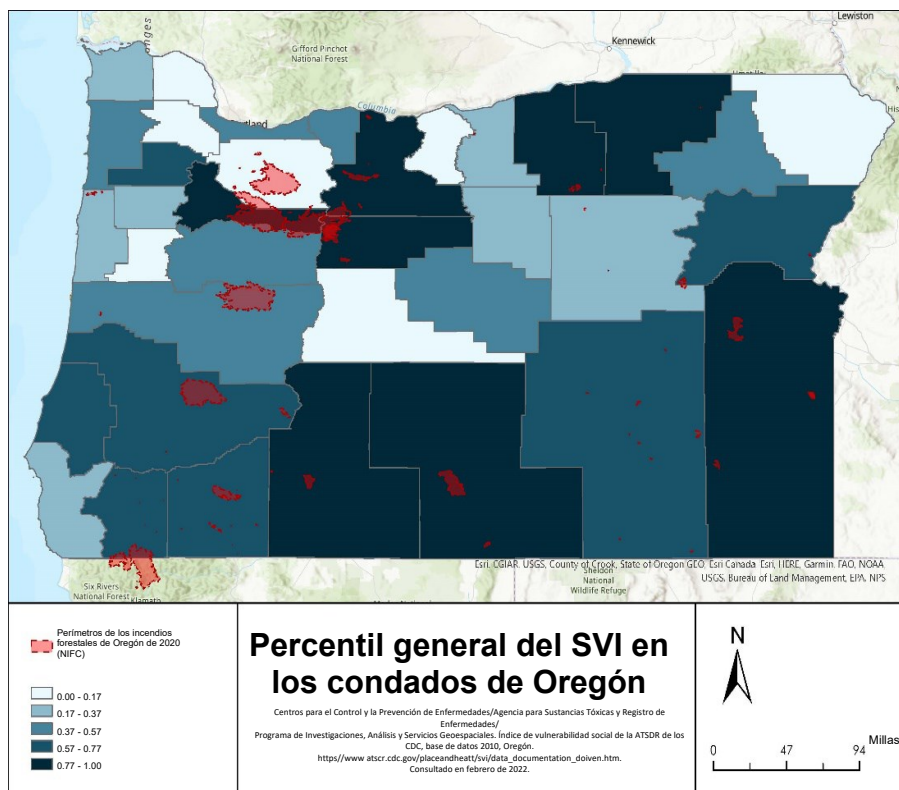 Lewiston
Gifford Pinchot
National Forest
Kennewick
Columbia
Esri, CGIAR, USGS, County of Crook, State of Oregon GEO, Esri Canada, Esri, HERE, Garmin, FAO, NOAA,
USGS, Bureau of Land Management, EPA, NPS
Six Rivers
National Forest
Klamath
Sheldon
National
Wildlife Refuge
Perímetros de los incendios
forestales de Oregón de 2020
(NIFC)
0.00 - 0.17
0.17 - 0.37
0.37 - 0.57
0.57 - 0.77
0.77 - 1.00
Percentil general del SVI en
los condados de Oregón
Centros para el Control y la Prevención de Enfermedades/Agencia para Sustancias Tóxicas y Registro de
Enfermedades/
Programa de Investigaciones, Análisis y Servicios Geoespaciales. Índice de vulnerabilidad social de la ATSDR de los
CDC, base de datos 2010, Oregón.
https//www atscr.cdc.gov/placeandheatt/svi/data_documentation_doiven.htm.
Consultado en febrero de 2022.
N
0 47 94 Millas